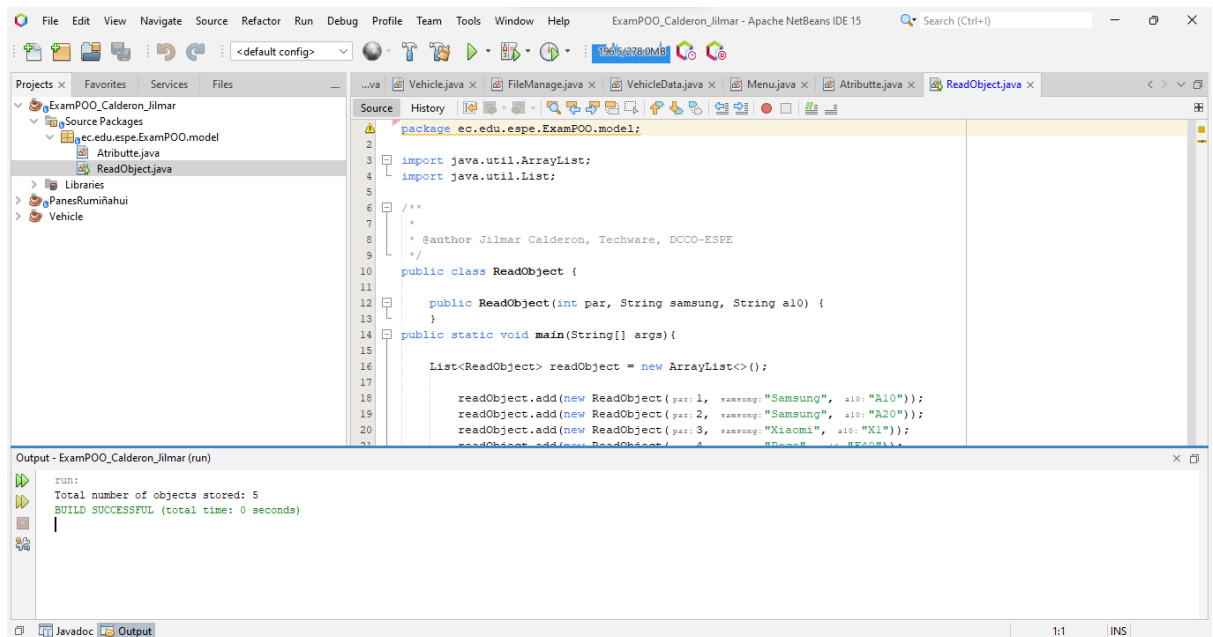 File Edit View Navigate Source Refactor Run Debug Profile Team Tools Window Help ExamPOO_Calderon_Jilmar - Apache NetBeans IDE 15 Search (Ctrl+I)
<default config> 196.5/278.0MB
Projects Favorites Services Files
...va Vehicle.java FileManage.java VehicleData.java Menu.java Atributte.java ReadObject.java
ExamPOO_Calderon_Jilmar
Source Packages
ec.edu.espe.ExamPOO.model
Atributte.java
ReadObject.java
Libraries
PanesRumiñahui
Vehicle
Source History
package ec.edu.espe.ExamPOO.model;
2
3 import java.util.ArrayList;
4 import java.util.List;
5
6 /**
7 *
8 * @author Jilmar Calderon, Techware, DCCO-ESPE
9 */
10 public class ReadObject {
11
12 public ReadObject(int par, String samsung, String a10) {
13 }
14 public static void main(String[] args){
15
16 List<ReadObject> readObject = new ArrayList<>();
17
18 readObject.add(new ReadObject( par: 1, samsung: "Samsung", a10: "A10"));
19 readObject.add(new ReadObject( par: 2, samsung: "Samsung", a10: "A20"));
20 readObject.add(new ReadObject( par: 3, samsung: "Xiaomi", a10: "X1"));
21 readObject.add(new ReadObject(
Output - ExamPOO_Calderon_Jilmar (run)
run:
Total number of objects stored: 5
BUILD SUCCESSFUL (total time: 0 seconds)
Javadoc Output 1:1 INS